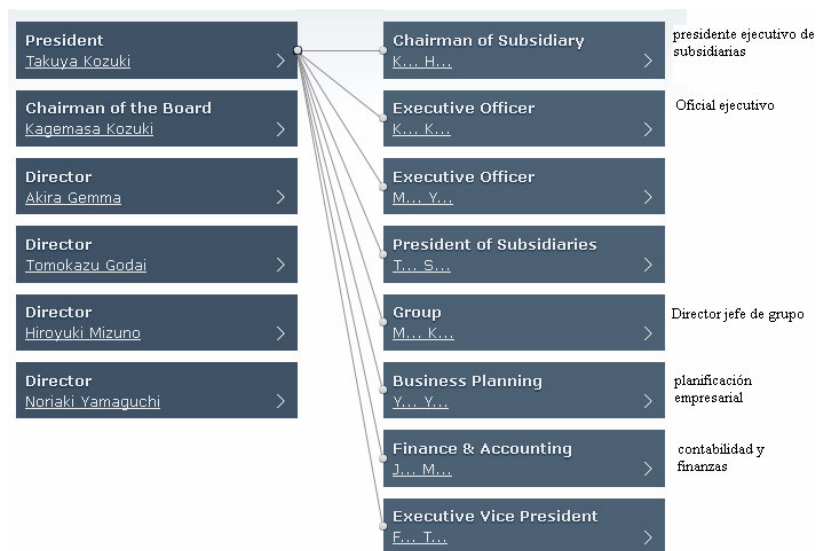 President
Takuya Kozuki
Chairman of the Board
Kagemasa Kozuki
Director
Akira Gemma
Director
Tomokazu Godai
Director
Hiroyuki Mizuno
Director
Noriaki Yamaguchi
Chairman of Subsidiary
K... H...
Executive Officer
K... K...
Executive Officer
M... Y...
President of Subsidiaries
T... S...
Group
M... K...
Business Planning
Y... Y...
Finance & Accounting
J... M...
Executive Vice President
F... T...
presidente ejecutivo de
subsidiarias
Oficial ejecutivo
Director jefe de grupo
planificación
empresarial
contabilidad y
finanzas